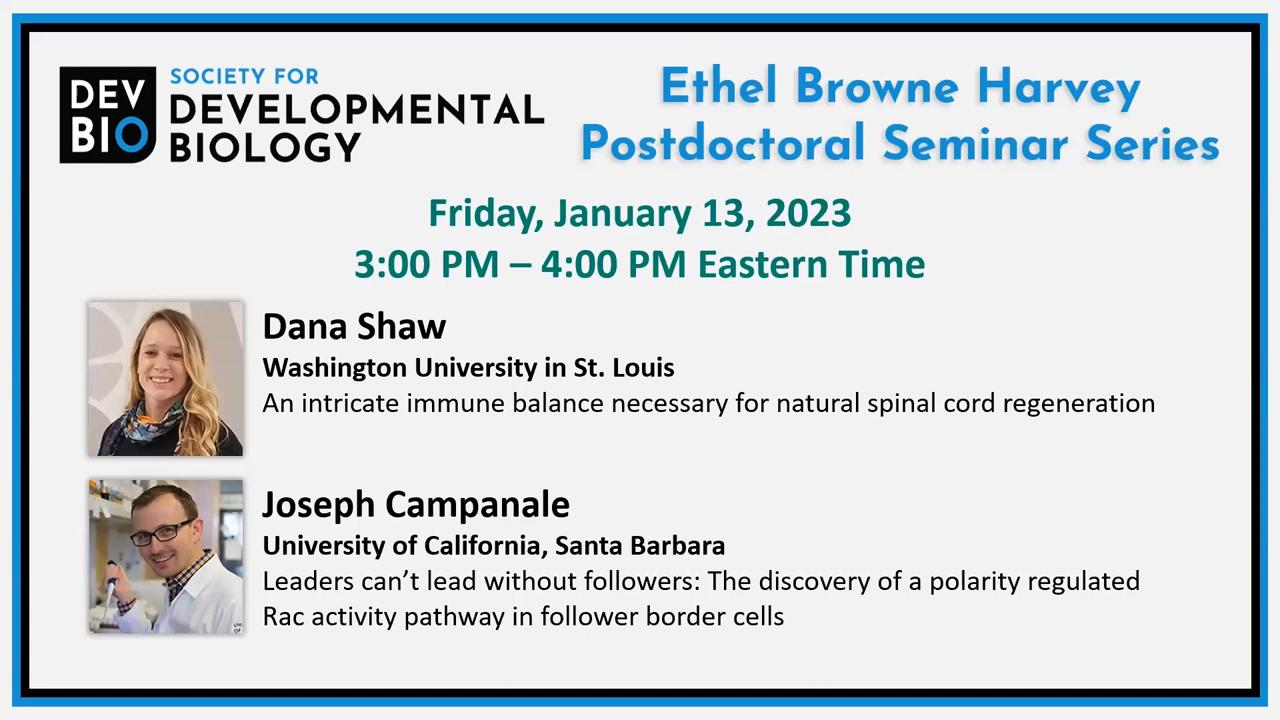 DEV
BIO
SOCIETY FOR
DEVELOPMENTAL
BIOLOGY
Ethel Browne Harvey
Postdoctoral Seminar Series
Friday, January 13, 2023
3:00 PM – 4:00 PM Eastern Time
Dana Shaw
Washington University in St. Louis
An intricate immune balance necessary for natural spinal cord regeneration
Joseph Campanale
University of California, Santa Barbara
Leaders can’t lead without followers: The discovery of a polarity regulated
Rac activity pathway in follower border cells